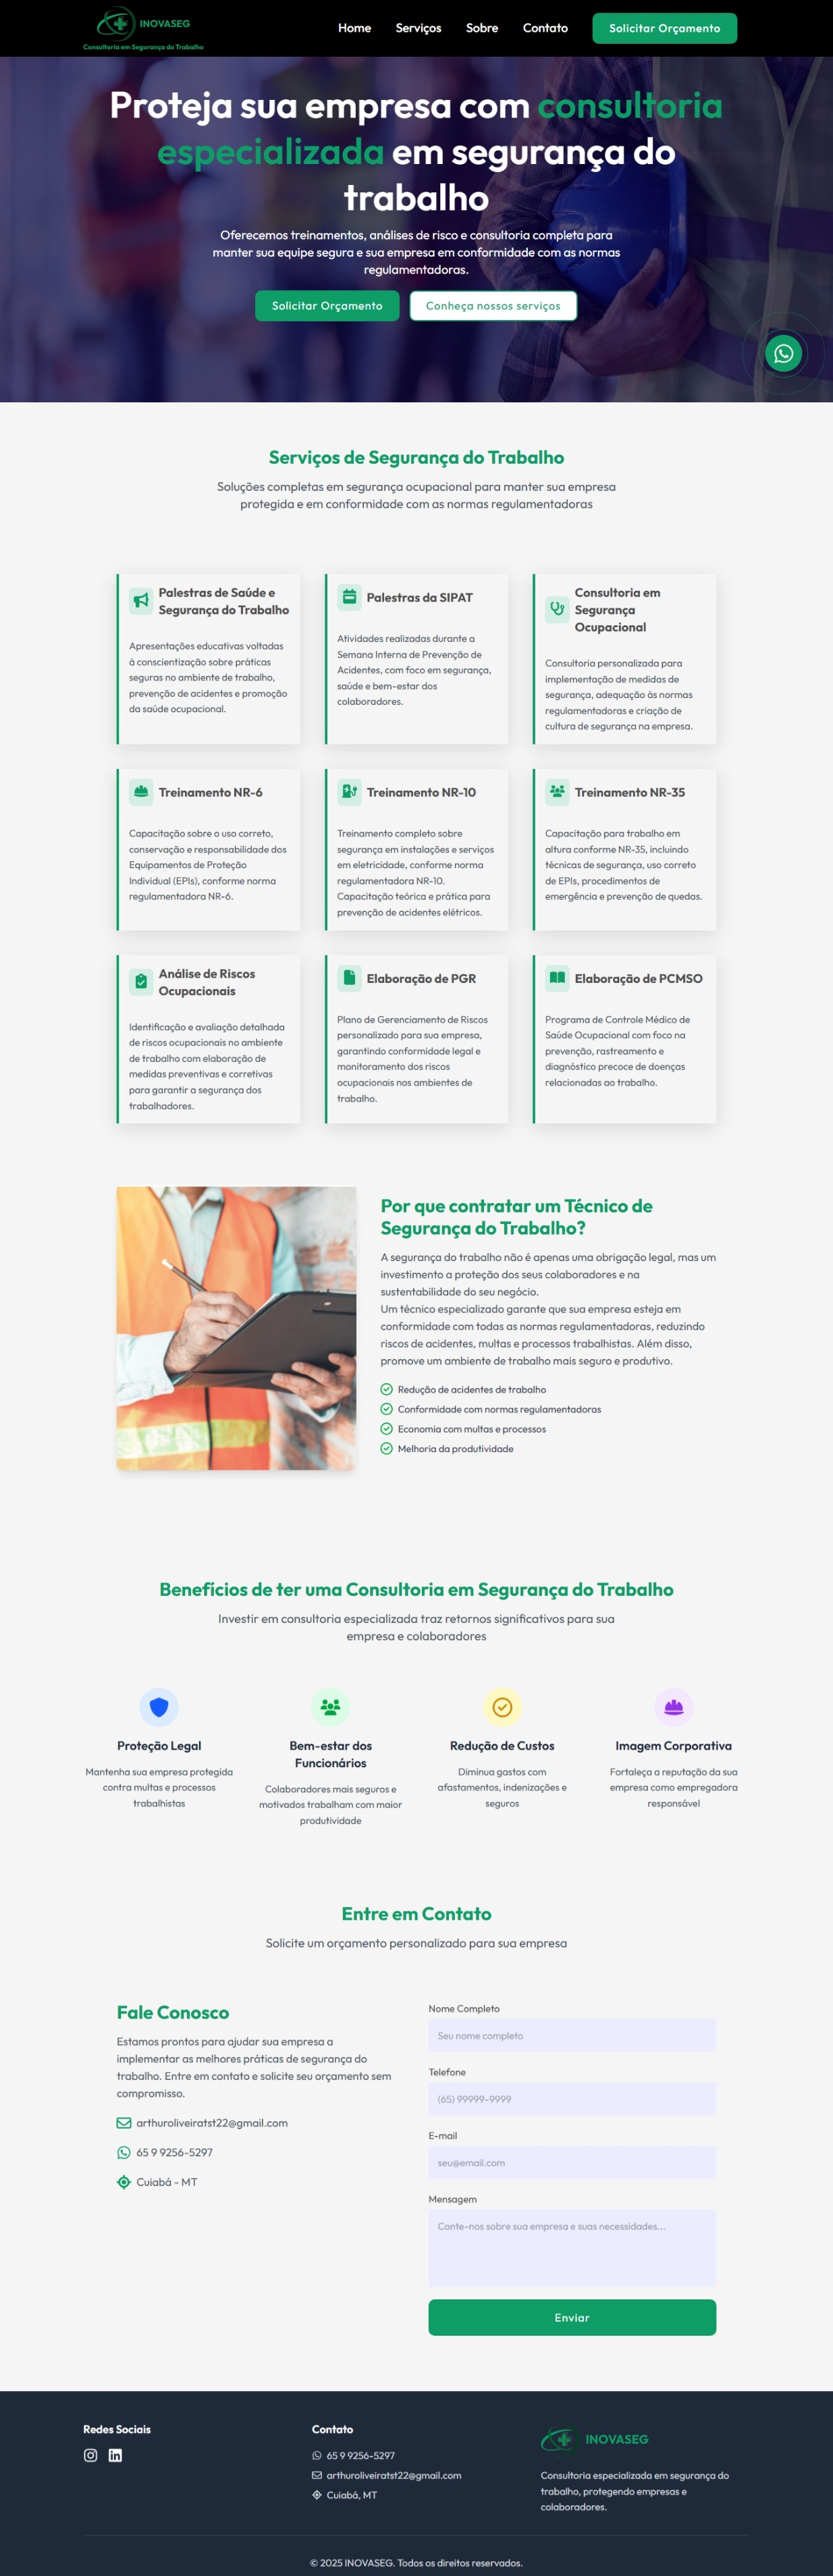 INOVASEG
Consultoria em Segurança do Trabalho
Home
Serviços
Sobre
Contato
Solicitar Orçamento
Proteja sua empresa com consultoria
especializada em segurança do
trabalho
Oferecemos treinamentos, análises de risco e consultoria completa para
manter sua equipe segura e sua empresa em conformidade com as normas
regulamentadoras.
Solicitar Orçamento
Conheça nossos serviços
Serviços de Segurança do Trabalho
Soluções completas em segurança ocupacional para manter sua empresa
protegida e em conformidade com as normas regulamentadoras
Palestras de Saúde e
Segurança do Trabalho
Apresentações educativas voltadas
à conscientização sobre práticas
seguras no ambiente de trabalho,
prevenção de acidentes e promoção
da saúde ocupacional.
Palestras da SIPAT
Atividades realizadas durante a
Semana Interna de Prevenção de
Acidentes, com foco em segurança,
saúde e bem-estar dos
colaboradores.
Consultoria em
Segurança
Ocupacional
Consultoria personalizada para
implementação de medidas de
segurança, adequação às normas
regulamentadoras e criação de
cultura de segurança na empresa.
Treinamento NR-6
Capacitação sobre o uso correto,
conservação e responsabilidade dos
Equipamentos de Proteção
Individual (EPIs), conforme norma
regulamentadora NR-6.
Treinamento NR-10
Treinamento completo sobre
segurança em instalações e serviços
em eletricidade, conforme norma
regulamentadora NR-10.
Capacitação teórica e prática para
prevenção de acidentes elétricos.
Treinamento NR-35
Capacitação para trabalho em
altura conforme NR-35, incluindo
técnicas de segurança, uso correto
de EPIs, procedimentos de
emergência e prevenção de quedas.
Análise de Riscos
Ocupacionais
Identificação e avaliação detalhada
de riscos ocupacionais no ambiente
de trabalho com elaboração de
medidas preventivas e corretivas
para garantir a segurança dos
trabalhadores.
Elaboração de PGR
Plano de Gerenciamento de Riscos
personalizado para sua empresa,
garantindo conformidade legal e
monitoramento dos riscos
ocupacionais nos ambientes de
trabalho.
Elaboração de PCMSO
Programa de Controle Médico de
Saúde Ocupacional com foco na
prevenção, rastreamento e
diagnóstico precoce de doenças
relacionadas ao trabalho.
Por que contratar um Técnico de
Segurança do Trabalho?
A segurança do trabalho não é apenas uma obrigação legal, mas um
investimento a proteção dos seus colaboradores e na
sustentabilidade do seu negócio.
Um técnico especializado garante que sua empresa esteja em
conformidade com todas as normas regulamentadoras, reduzindo
riscos de acidentes, multas e processos trabalhistas. Além disso,
promove um ambiente de trabalho mais seguro e produtivo.
Redução de acidentes de trabalho
Conformidade com normas regulamentadoras
Economia com multas e processos
Melhoria da produtividade
Benefícios de ter uma Consultoria em Segurança do Trabalho
Investir em consultoria especializada traz retornos significativos para sua
empresa e colaboradores
Proteção Legal
Mantenha sua empresa protegida
contra multas e processos
trabalhistas
Bem-estar dos
Funcionários
Colaboradores mais seguros e
motivados trabalham com maior
produtividade
Redução de Custos
Diminua gastos com
afastamentos, indenizações e
seguros
Imagem Corporativa
Fortaleça a reputação da sua
empresa como empregadora
responsável
Entre em Contato
Solicite um orçamento personalizado para sua empresa
Fale Conosco
Estamos prontos para ajudar sua empresa a
implementar as melhores práticas de segurança do
trabalho. Entre em contato e solicite seu orçamento sem
compromisso.
arthuroliveiratst22@gmail.com
65 9 9256-5297
Cuiabá - MT
Nome Completo
Seu nome completo
Telefone
(65) 99999-9999
E-mail
seu@email.com
Mensagem
Conte-nos sobre sua empresa e suas necessidades...
Enviar
Redes Sociais
Contato
65 9 9256-5297
arthuroliveiratst22@gmail.com
Cuiabá, MT
INOVASEG
Consultoria especializada em segurança do
trabalho, protegendo empresas e
colaboradores.
© 2025 INOVASEG. Todos os direitos reservados.